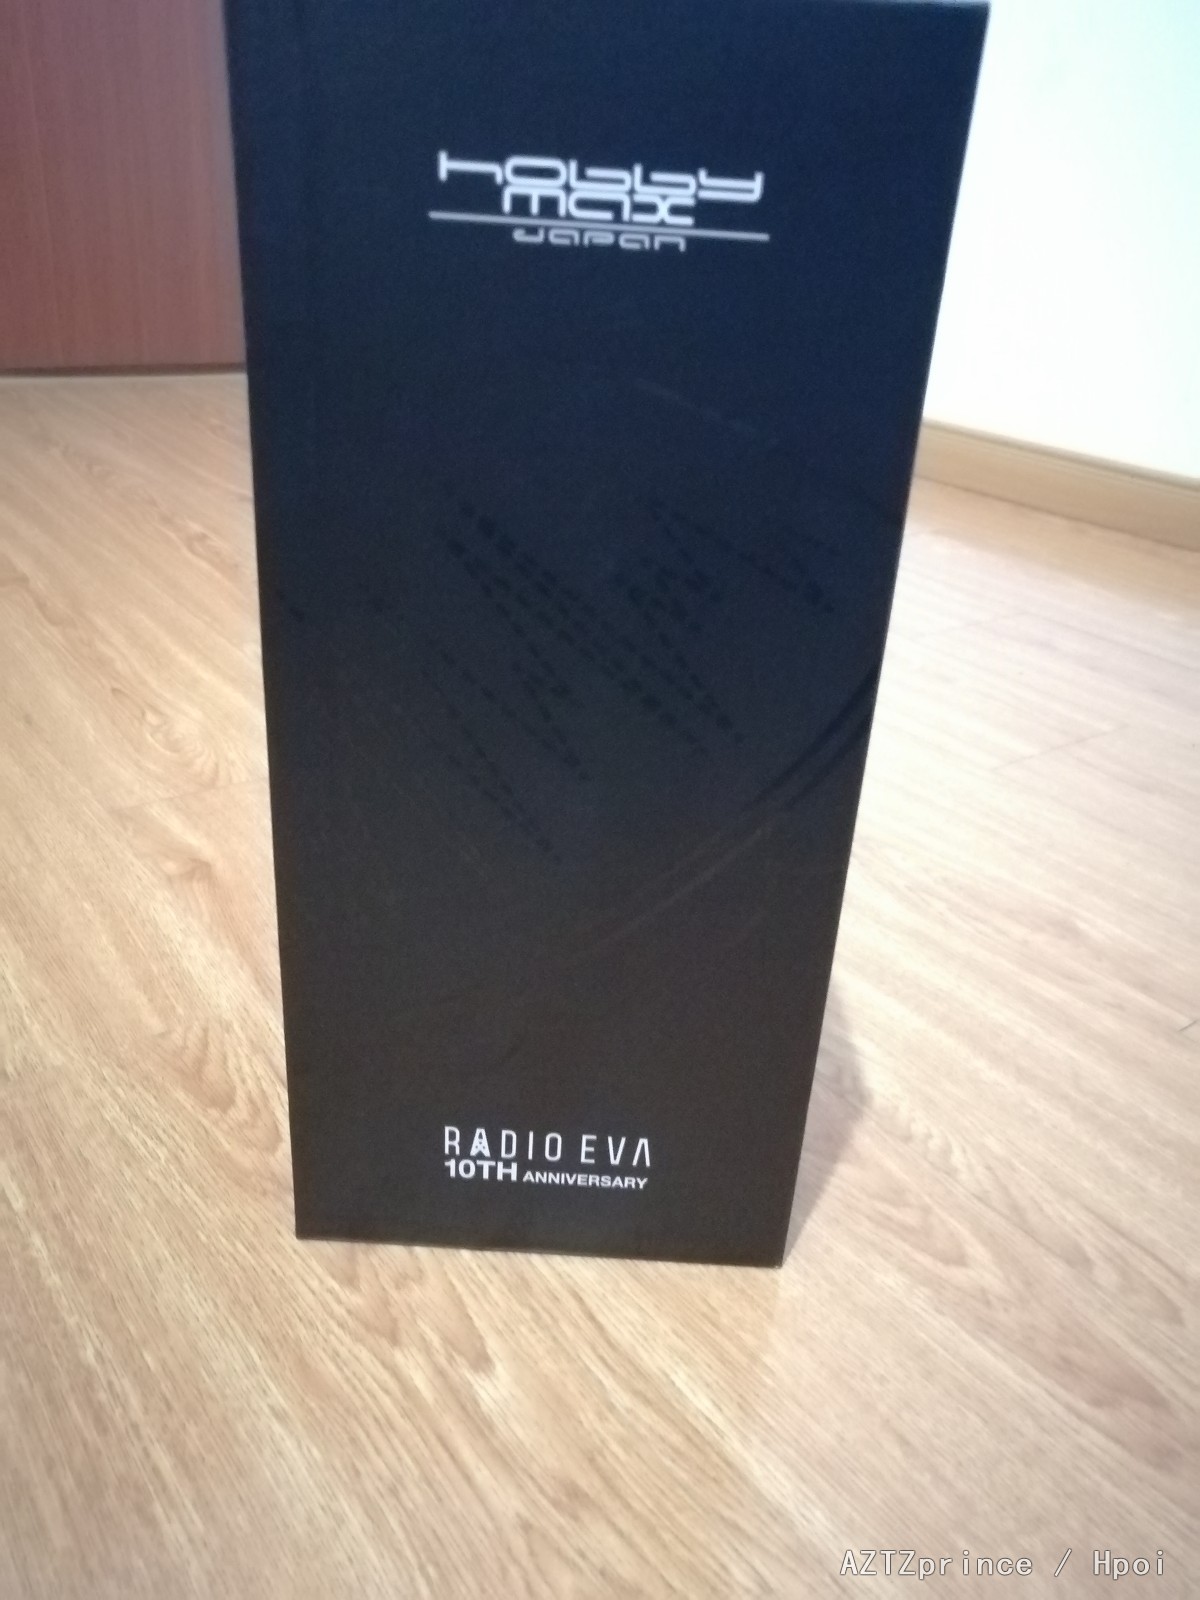 hobby
max
japan
RADIO EVA
10TH ANNIVERSARY
AZTZprince / Hpoi